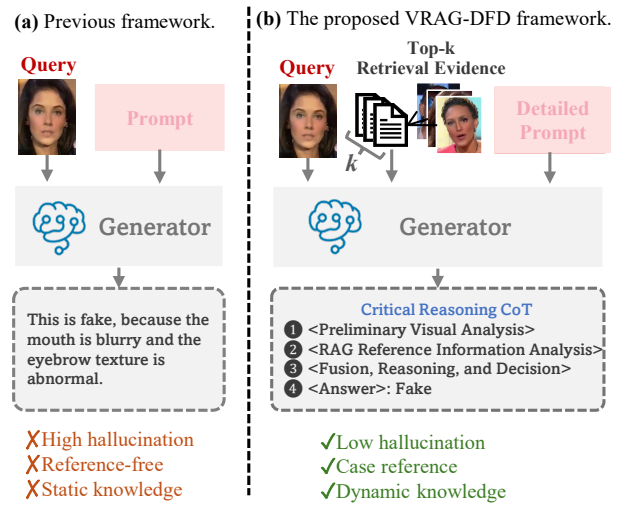 (a) Previous framework.
Query
Prompt
Generator
This is fake, because the
mouth is blurry and the
eyebrow texture is
abnormal.
✗High hallucination
✗Reference-free
✗Static knowledge
(b) The proposed VRAG-DFD framework.
Query
Top-k
Retrieval Evidence
k
Detailed
Prompt
Generator
Critical Reasoning CoT
1 <Preliminary Visual Analysis>
2 <RAG Reference Information Analysis>
3 <Fusion, Reasoning, and Decision>
4 <Answer>: Fake
✓Low hallucination
✓Case reference
✓Dynamic knowledge